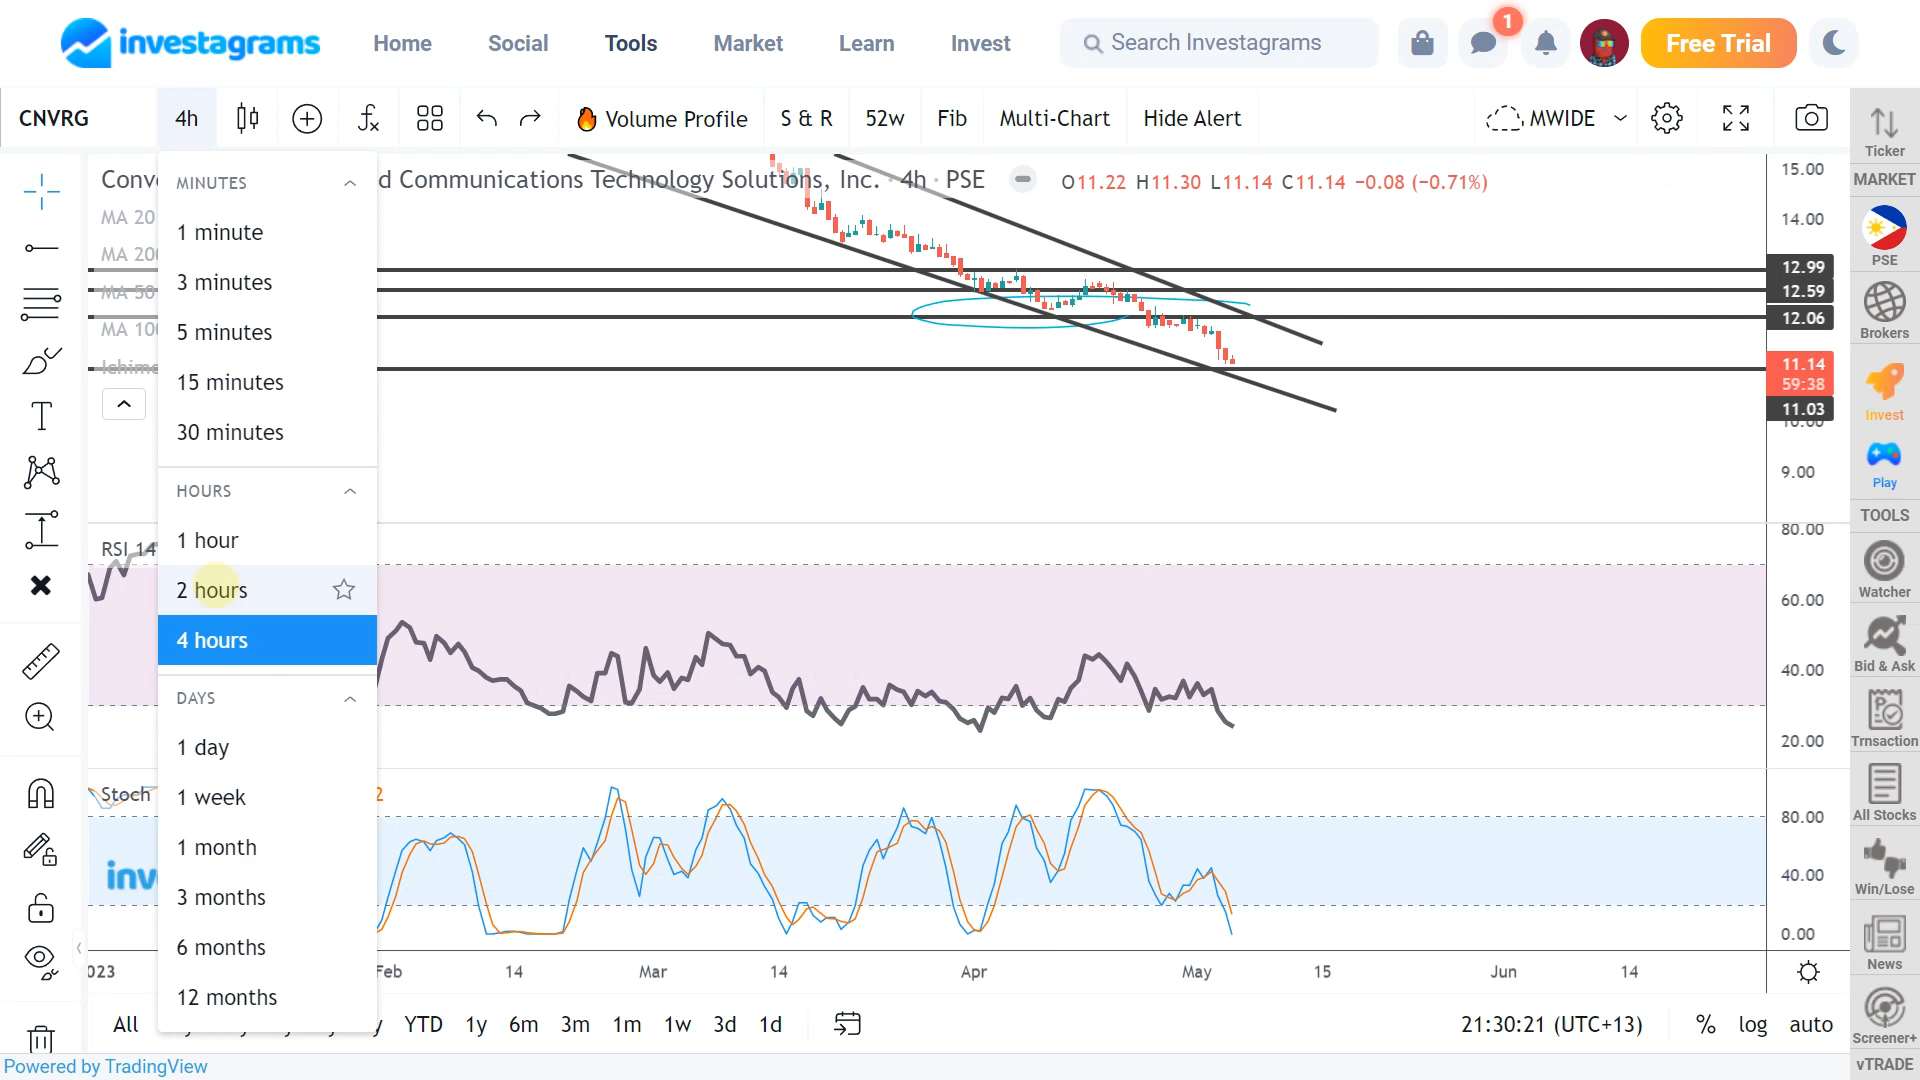 investagrams
Home
Social
Tools
Market
Learn
Invest
Search Investagrams
1
Free Trial
CNVRG
4h
Volume Profile
S & R
52w
Fib
Multi-Chart
Hide Alert
MWIDE
Ticker
MARKET
PSE
Brokers
Invest
Play
TOOLS
Watcher
Bid & Ask
Trnsaction
All Stocks
Win/Lose
News
Screener+
vTRADE
d Communications Technology Solutions, Inc. · 4h · PSE
O11.22 H11.30 L11.14 C11.14 −0.08 (−0.71%)
MA 20
MA 200
MA 50
MA 100
MINUTES
1 minute
3 minutes
5 minutes
15 minutes
30 minutes
HOURS
1 hour
2 hours
4 hours
DAYS
1 day
1 week
1 month
3 months
6 months
12 months
15.00
14.00
12.99
12.59
12.06
11.14
59:38
11.03
10.00
9.00
RSI 14
80.00
60.00
40.00
20.00
Stoch
2
inv
80.00
40.00
0.00
023
Feb
14
Mar
14
Apr
May
15
Jun
14
All
YTD
1y
6m
3m
1m
1w
3d
1d
21:30:21 (UTC+13)
%
log
auto
Powered by TradingView